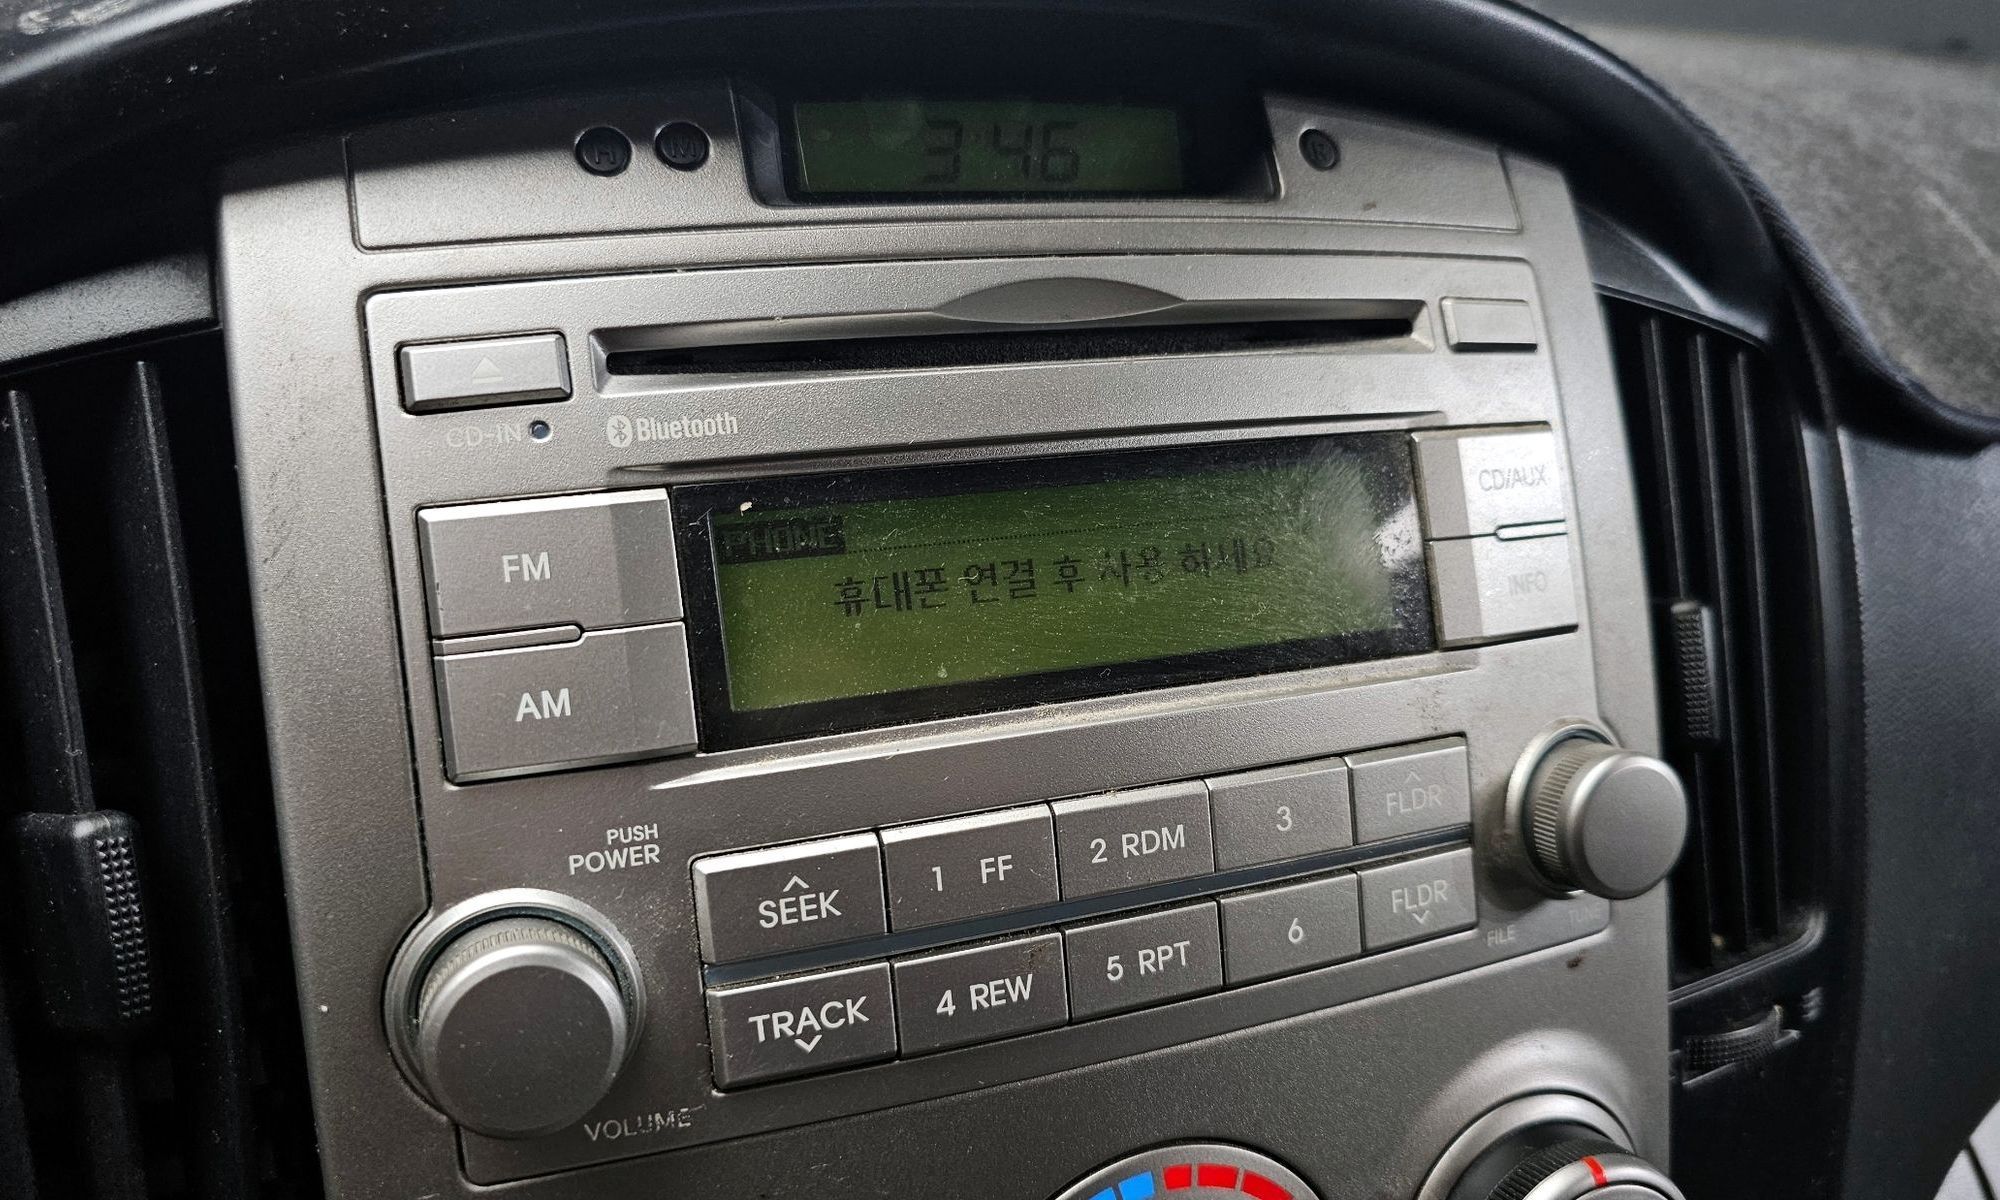 H M
3:46
R
CD-IN
Bluetooth
CD/AUX
PHONE
휴대폰 연결 후 사용 하세요
FM
INFO
AM
PUSH
POWER
SEEK
1 FF
2 RDM
3
FLDR
TRACK
4 REW
5 RPT
6
FLDR
FILE
TUNE
VOLUME